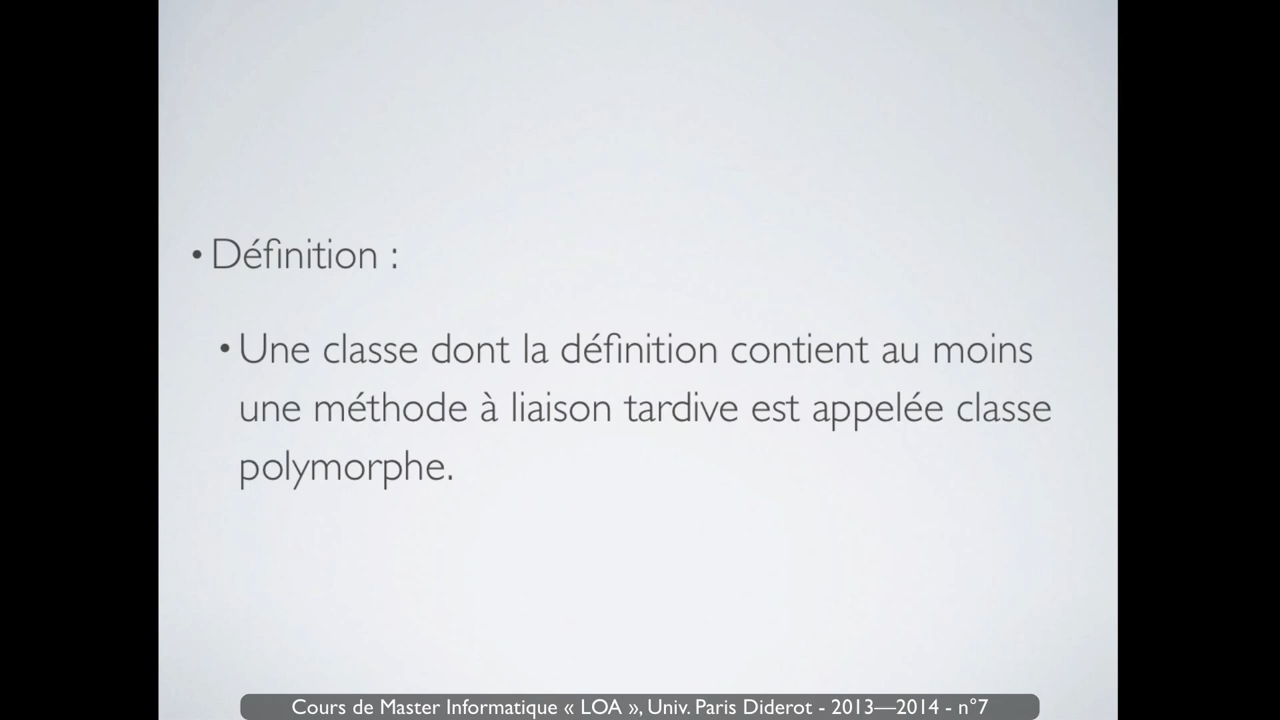 • Définition :
• Une classe dont la définition contient au moins
une méthode à liaison tardive est appelée classe
polymorphe.
Cours de Master Informatique « LOA », Univ. Paris Diderot - 2013—2014 - n°7